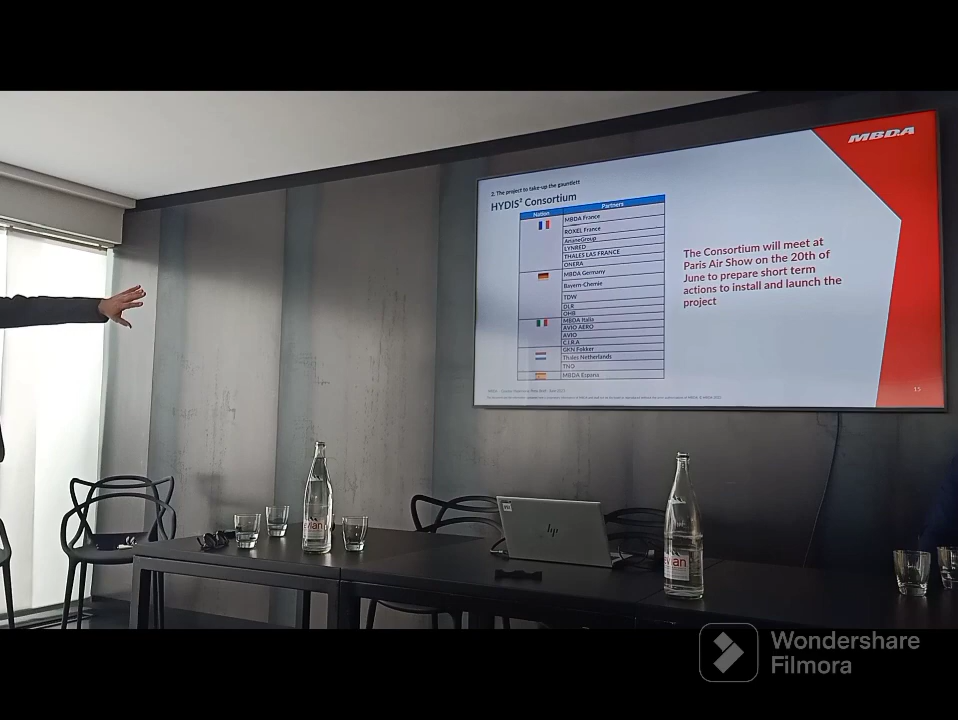 MBDA
2. The project to take-up the gauntlett
HYDIS² Consortium
Nation Partners
MBDA France
ROXEL France
ArianeGroup
LYNRED
THALES LAS FRANCE
ONERA
MBDA Germany
Bayern-Chemie
TDW
DLR
OHB
MBDA Italia
AVIO AERO
AVIO
C.I.R.A
GKN Fokker
Thales Netherlands
TNO
MBDA Espania
The Consortium will meet at
Paris Air Show on the 20th of
June to prepare short term
actions to install and launch the
project
15
evian
hp
evian
Wondershare
Filmora